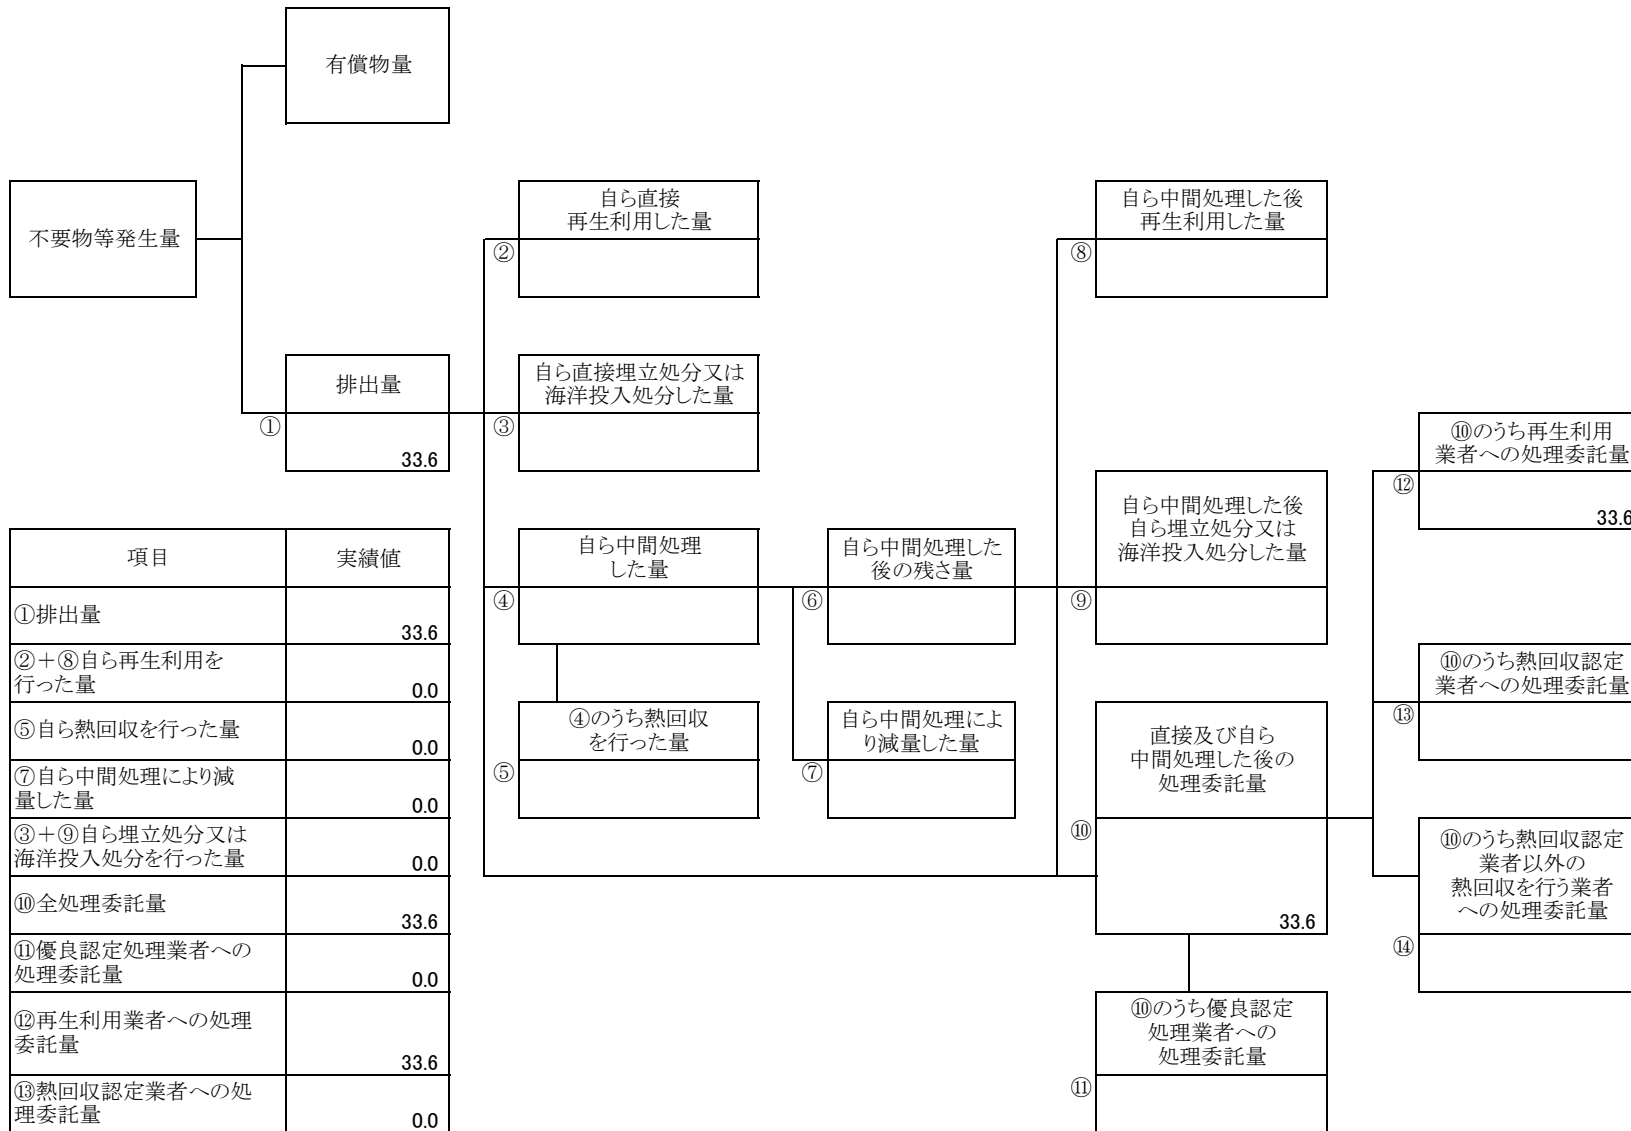 有償物量
不要物等発生量
自ら直接
再生利用した量
②
自ら中間処理した後
再生利用した量
⑧
排出量
①
33.6
自ら直接埋立処分又は
海洋投入処分した量
③
⑩のうち再生利用
業者への処理委託量
⑫
33.6
自ら中間処理した後
自ら埋立処分又は
海洋投入処分した量
⑨
自ら中間処理
した量
④
自ら中間処理した
後の残さ量
⑥
④のうち熱回収
を行った量
⑤
自ら中間処理によ
り減量した量
⑦
直接及び自ら
中間処理した後の
処理委託量
⑩
33.6
⑩のうち熱回収認定
業者への処理委託量
⑬
⑩のうち熱回収認定
業者以外の
熱回収を行う業者
への処理委託量
⑭
⑩のうち優良認定
処理業者への
処理委託量
⑪
項目 実績値
①排出量
33.6
②＋⑧自ら再生利用を
行った量
0.0
⑤自ら熱回収を行った量
0.0
⑦自ら中間処理により減
量した量
0.0
③＋⑨自ら埋立処分又は
海洋投入処分を行った量
0.0
⑩全処理委託量
33.6
⑪優良認定処理業者への
処理委託量
0.0
⑫再生利用業者への処理
委託量
33.6
⑬熱回収認定業者への処
理委託量
0.0